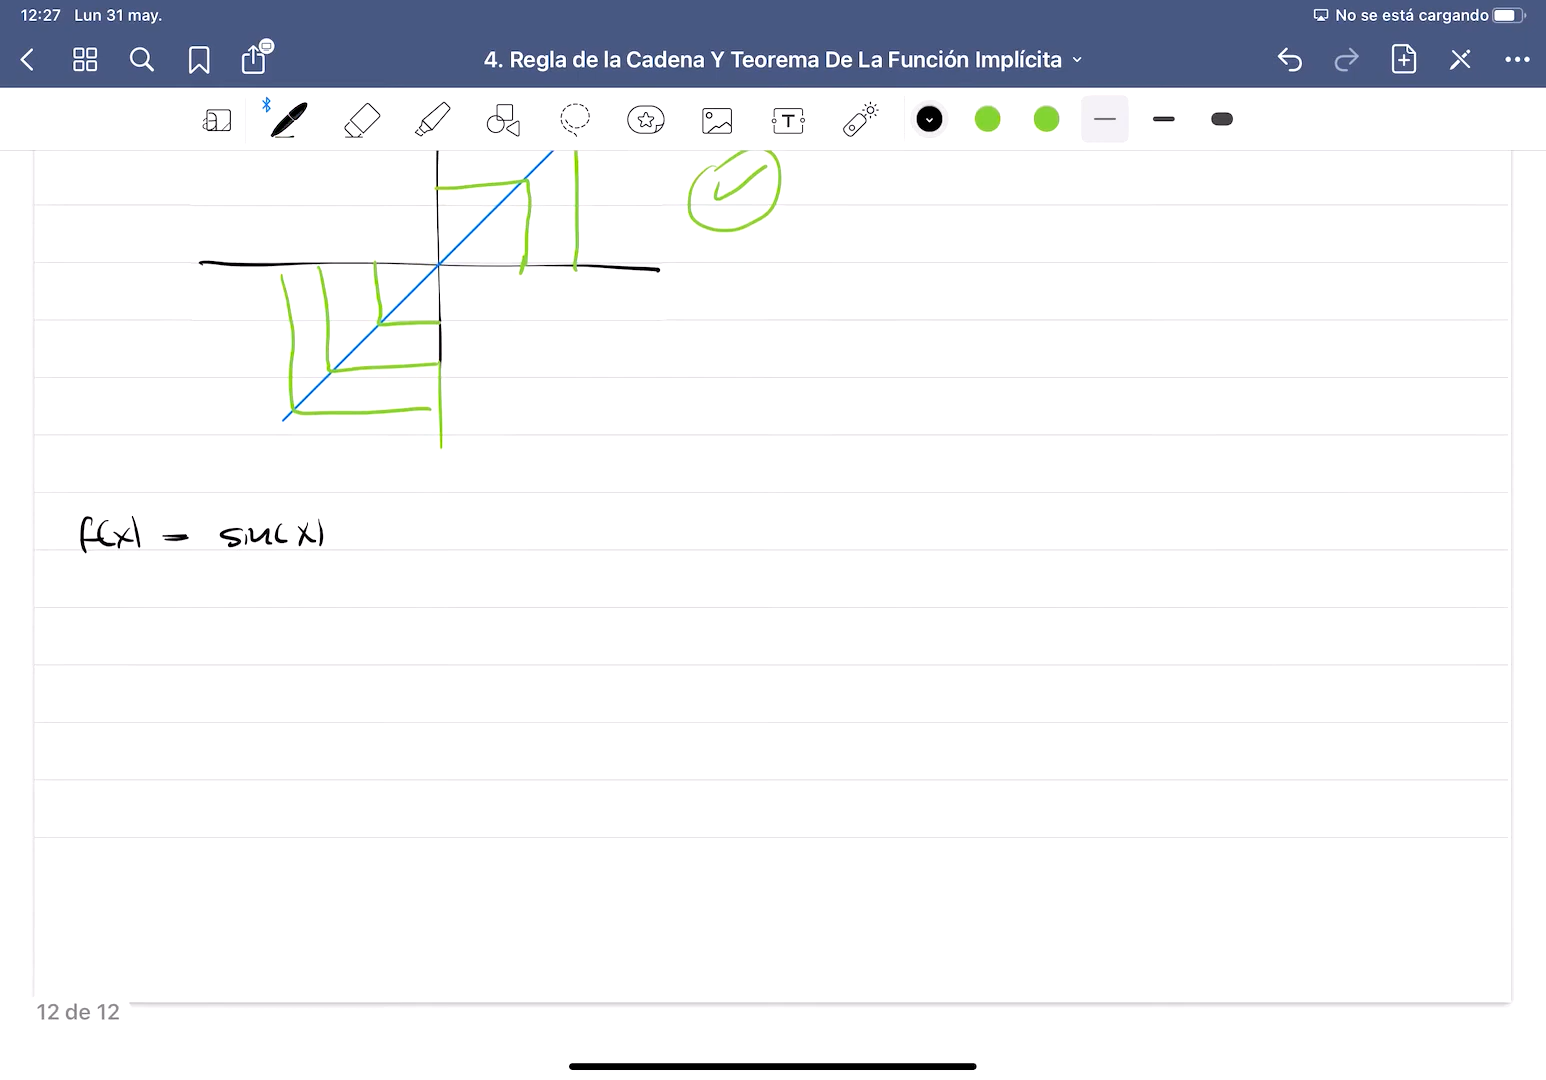 12:27 Lun 31 may. No se está cargando
4. Regla de la Cadena Y Teorema De La Función Implícita
f(x) = sin(x)
12 de 12